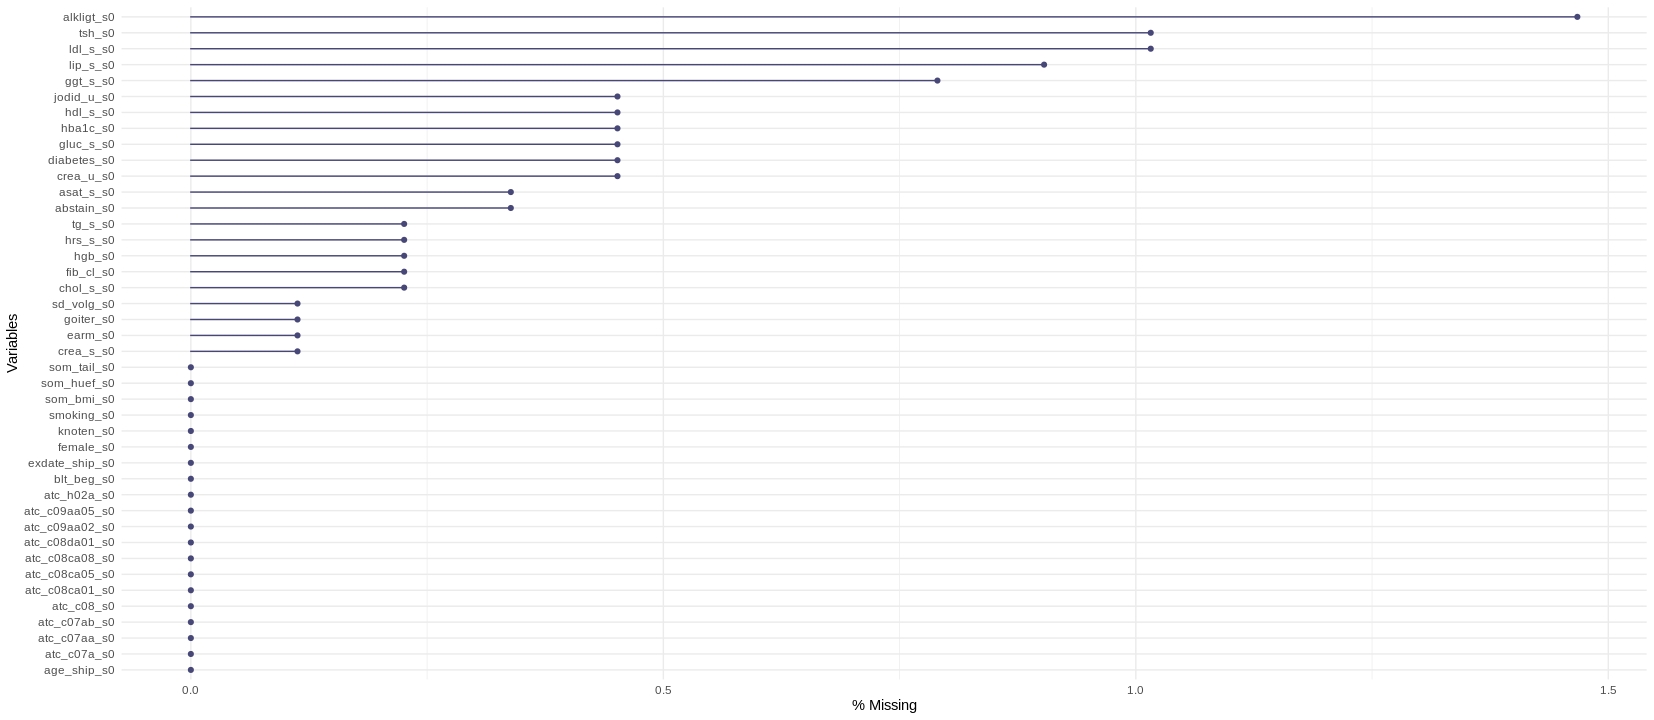 alkligt_s0
tsh_s0
ldl_s_s0
lip_s_s0
ggt_s_s0
jodid_u_s0
hdl_s_s0
hba1c_s0
gluc_s_s0
diabetes_s0
crea_u_s0
asat_s_s0
abstain_s0
tg_s_s0
hrs_s_s0
hgb_s0
fib_cl_s0
chol_s_s0
sd_volg_s0
goiter_s0
earm_s0
crea_s_s0
som_tail_s0
som_huef_s0
som_bmi_s0
smoking_s0
knoten_s0
female_s0
exdate_ship_s0
blt_beg_s0
atc_h02a_s0
atc_c09aa05_s0
atc_c09aa02_s0
atc_c08da01_s0
atc_c08ca08_s0
atc_c08ca05_s0
atc_c08ca01_s0
atc_c08_s0
atc_c07ab_s0
atc_c07aa_s0
atc_c07a_s0
age_ship_s0
Variables
0.0 0.5 1.0 1.5
% Missing